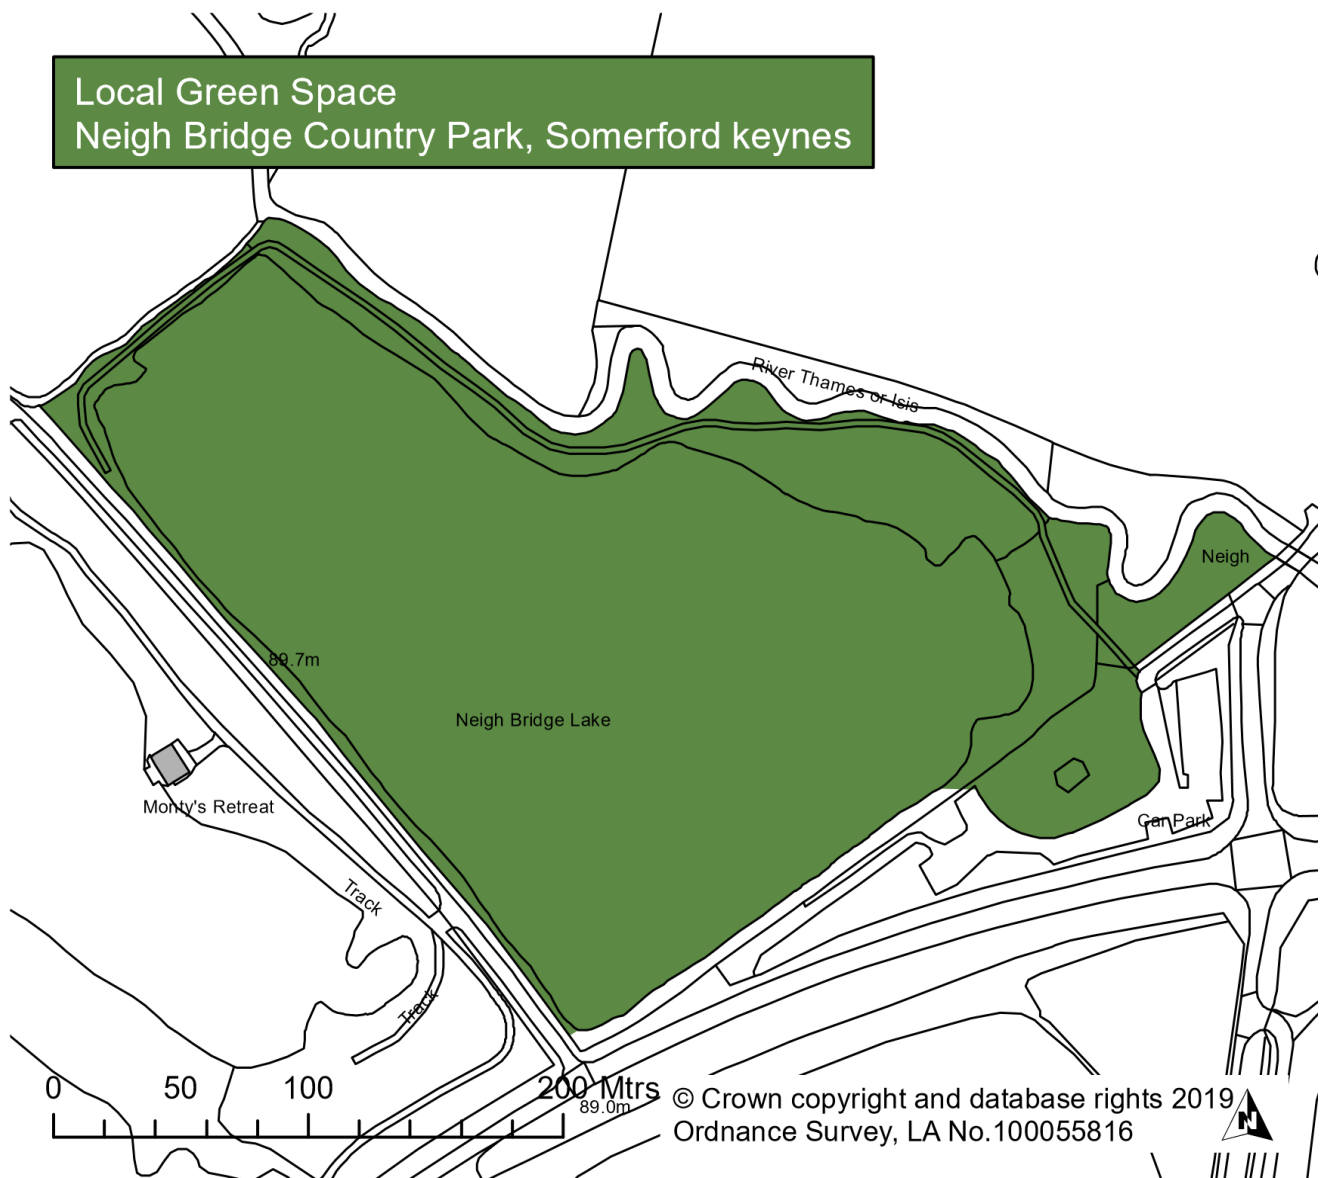 Local Green Space
Neigh Bridge Country Park, Somerford keynes
River Thames or Isis
Neigh
89.7m
Neigh Bridge Lake
Monty's Retreat
Car Park
Track
Track
0 50 100 200 Mtrs
89.0m
© Crown copyright and database rights 2019
Ordnance Survey, LA No.100055816
N